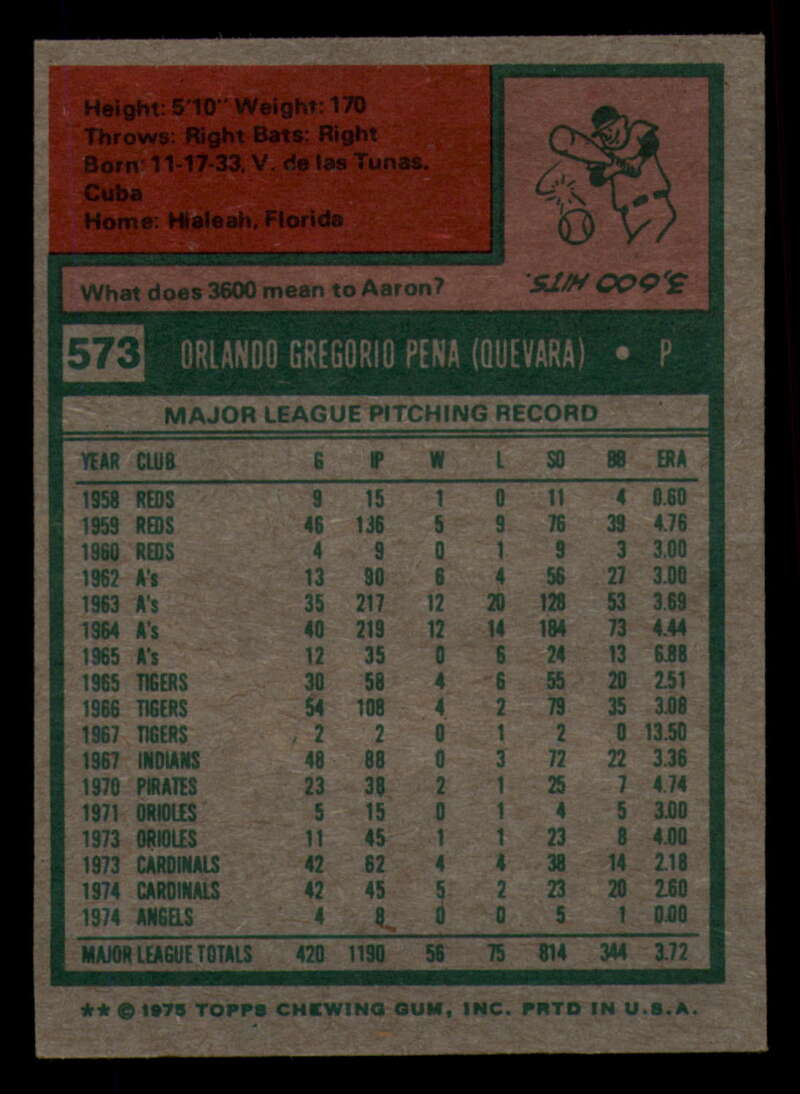 Height: 5'10" Weight: 170
Throws: Right Bats: Right
Born: 11-17-33, V. de las Tunas,
Cuba
Home: Hialeah, Florida
What does 3600 mean to Aaron?
3,600 HITS.
573 ORLANDO GREGORIO PENA (QUEVARA) • P
MAJOR LEAGUE PITCHING RECORD
YEAR CLUB G IP W L SO BB ERA
1958 REDS 9 15 1 0 11 4 0.60
1959 REDS 46 136 5 9 76 39 4.76
1960 REDS 4 9 0 1 9 3 3.00
1962 A's 13 90 6 4 56 27 3.00
1963 A's 35 217 12 20 128 53 3.69
1964 A's 40 219 12 14 184 73 4.44
1965 A's 12 35 0 6 24 13 6.88
1965 TIGERS 30 58 4 6 55 20 2.51
1966 TIGERS 54 108 4 2 79 35 3.08
1967 TIGERS 2 2 0 1 2 0 13.50
1967 INDIANS 48 88 0 3 72 22 3.36
1970 PIRATES 23 38 2 1 25 7 4.74
1971 ORIOLES 5 15 0 1 4 5 3.00
1973 ORIOLES 11 45 1 1 23 8 4.00
1973 CARDINALS 42 62 4 4 38 14 2.18
1974 CARDINALS 42 45 5 2 23 20 2.60
1974 ANGELS 4 8 0 0 5 1 0.00
MAJOR LEAGUE TOTALS 420 1190 56 75 814 344 3.72
** © 1975 TOPPS CHEWING GUM, INC. PRTD IN U.S.A.